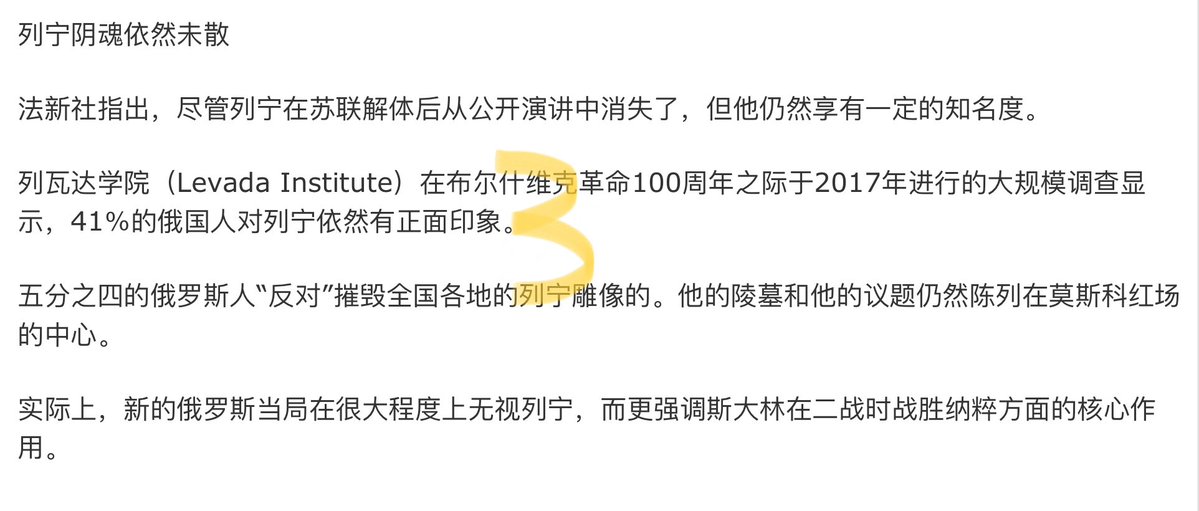 列宁阴魂依然未散
法新社指出，尽管列宁在苏联解体后从公开演讲中消失了，但他仍然享有一定的知名度。
列瓦达学院（Levada Institute）在布尔什维克革命100周年之际于2017年进行的大规模调查显
示，41%的俄国人对列宁依然有正面印象。
3
五分之四的俄罗斯人“反对”摧毁全国各地的列宁雕像的。他的陵墓和他的议题仍然陈列在莫斯科红场
的中心。
实际上，新的俄罗斯当局在很大程度上无视列宁，而更强调斯大林在二战时战胜纳粹方面的核心作
用。